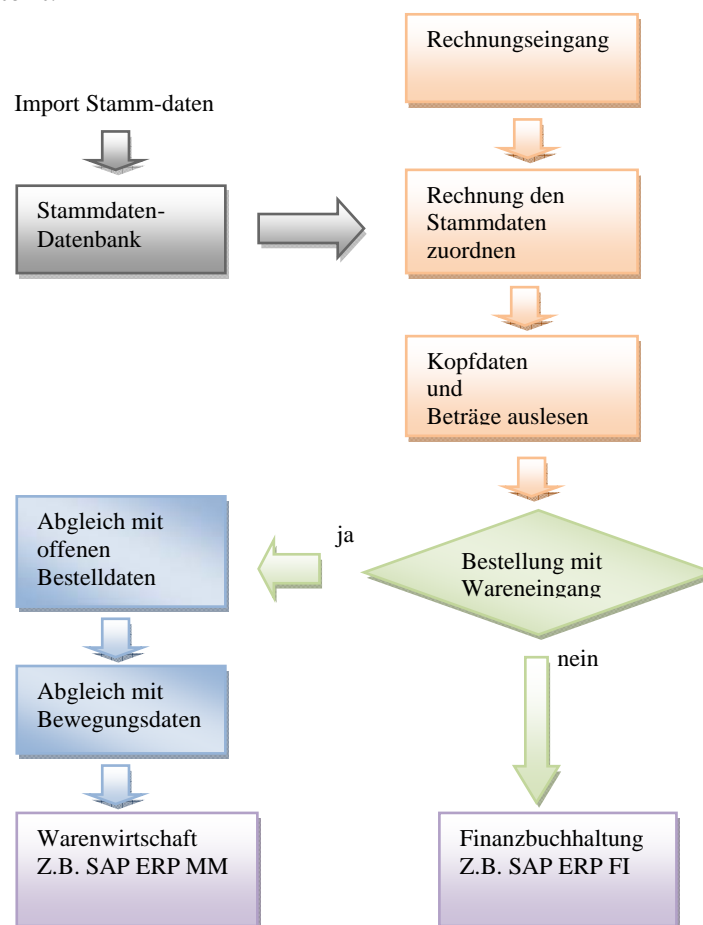 Rechnungseingang
Import Stamm-daten
Stammdaten-
Datenbank
Rechnung den
Stammdaten
zuordnen
Kopfdaten
und
Beträge auslesen
Abgleich mit
offenen
Bestelldaten
ja
Bestellung mit
Wareneingang
nein
Abgleich mit
Bewegungsdaten
Warenwirtschaft
Z.B. SAP ERP MM
Finanzbuchhaltung
Z.B. SAP ERP FI